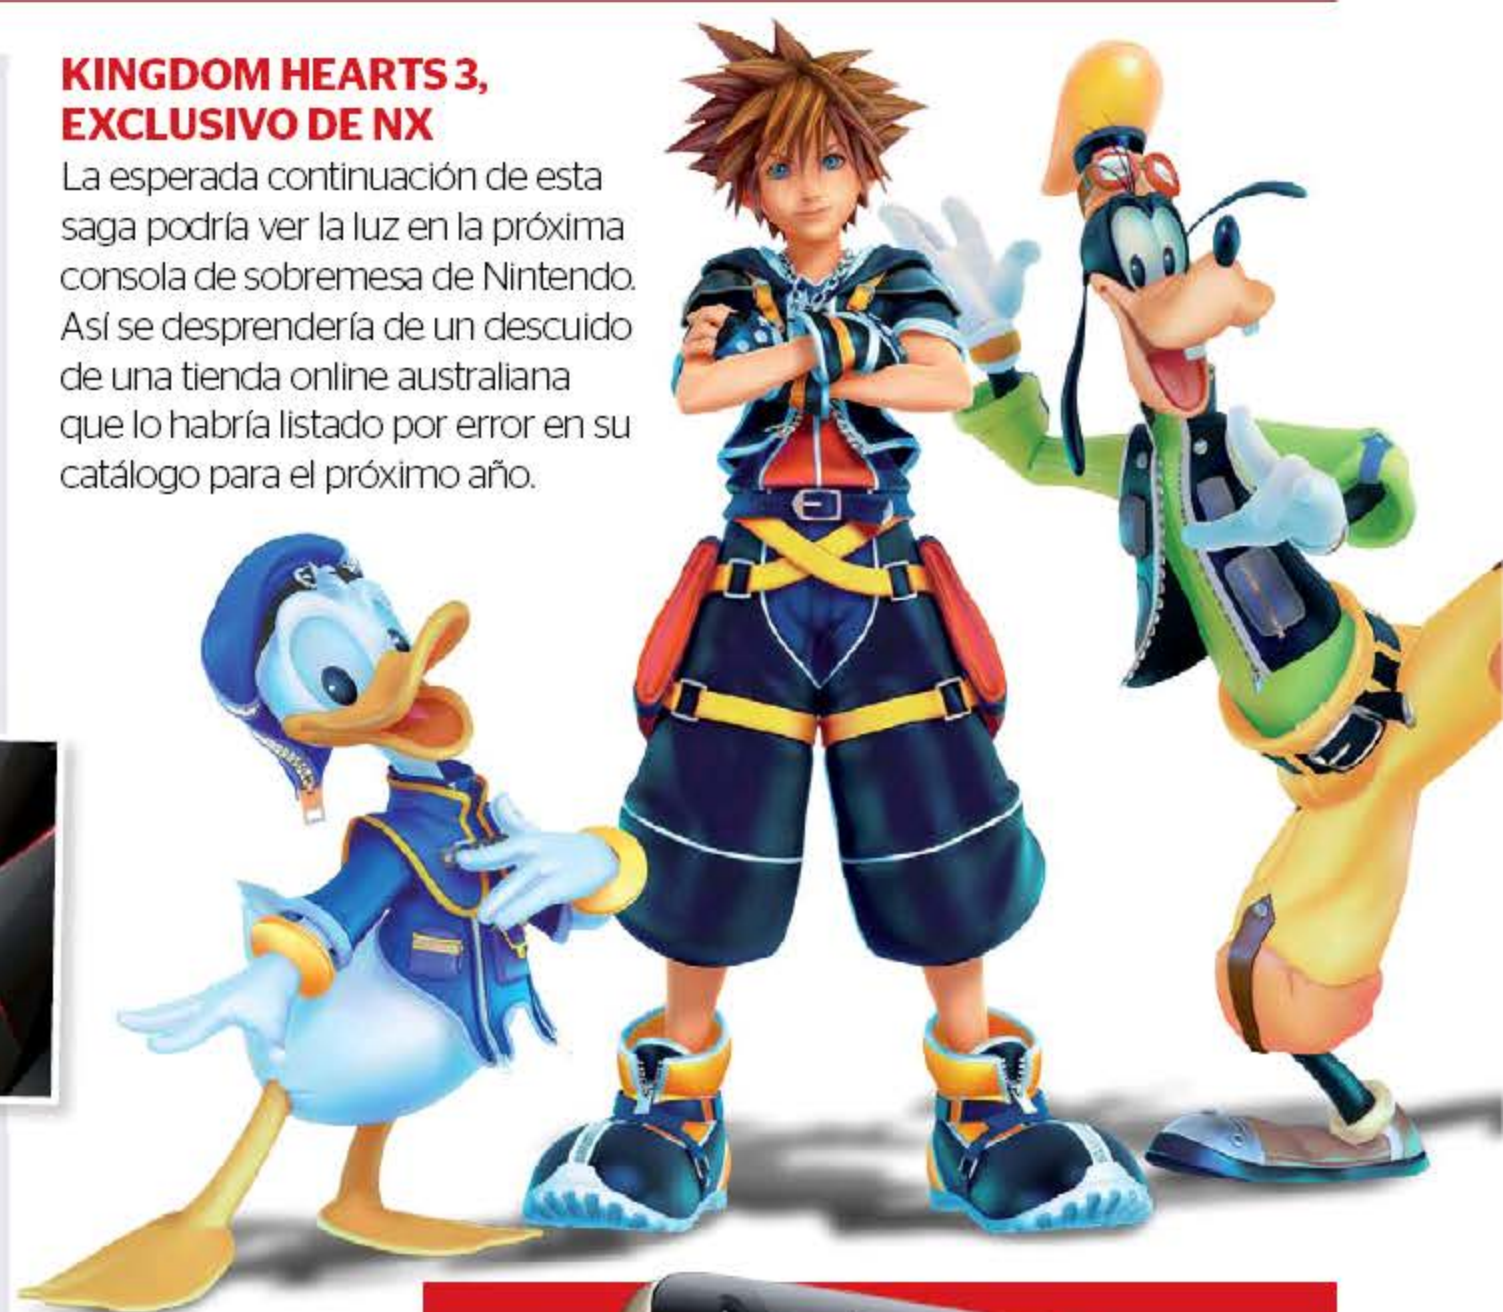 KINGDOM HEARTS 3,
EXCLUSIVO DE NX
La esperada continuación de esta
saga podría ver la luz en la próxima
consola de sobremesa de Nintendo.
Así se desprendería de un descuido
de una tienda online australiana
que lo habría listado por error en su
catálogo para el próximo año.